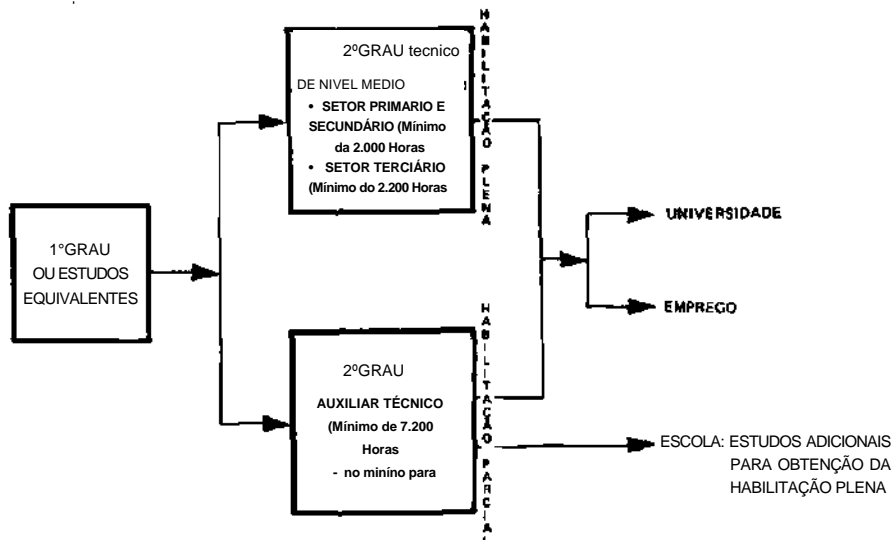 1°GRAU
OU ESTUDOS
EQUIVALENTES
2ºGRAU tecnico
DE NIVEL MEDIO
• SETOR PRIMARIO E
SECUNDÁRIO (Mínimo
da 2.000 Horas
• SETOR TERCIÁRIO
(Mínimo do 2.200 Horas
HABILITAÇÃO PLENA
2ºGRAU
AUXILIAR TÉCNICO
(Mínimo de 7.200
Horas
- no miníno para
HABILITAÇÃO PARCIAL
UNIVERSIDADE
EMPREGO
ESCOLA: ESTUDOS ADICIONAIS
PARA OBTENÇÃO DA
HABILITAÇÃO PLENA